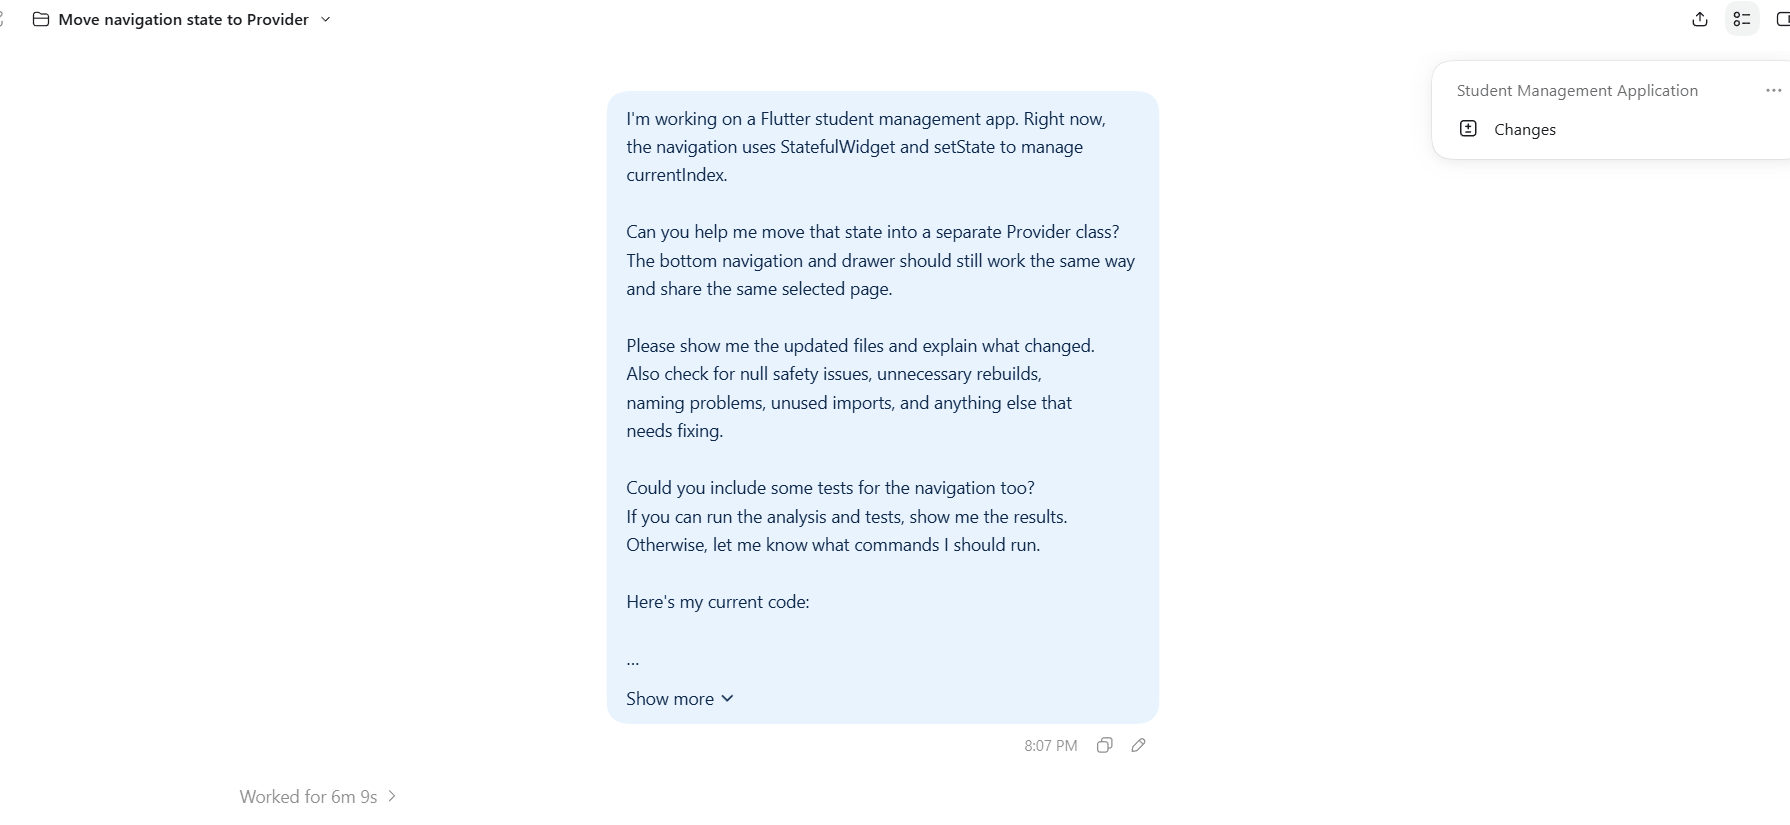 Move navigation state to Provider
Student Management Application
Changes
I'm working on a Flutter student management app. Right now,
the navigation uses StatefulWidget and setState to manage
currentIndex.
Can you help me move that state into a separate Provider class?
The bottom navigation and drawer should still work the same way
and share the same selected page.
Please show me the updated files and explain what changed.
Also check for null safety issues, unnecessary rebuilds,
naming problems, unused imports, and anything else that
needs fixing.
Could you include some tests for the navigation too?
If you can run the analysis and tests, show me the results.
Otherwise, let me know what commands I should run.
Here's my current code:
...
Show more
8:07 PM
Worked for 6m 9s